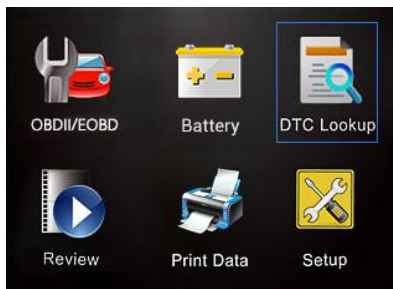 OBDII/EOBD
Battery
DTC Lookup
Review
Print Data
Setup